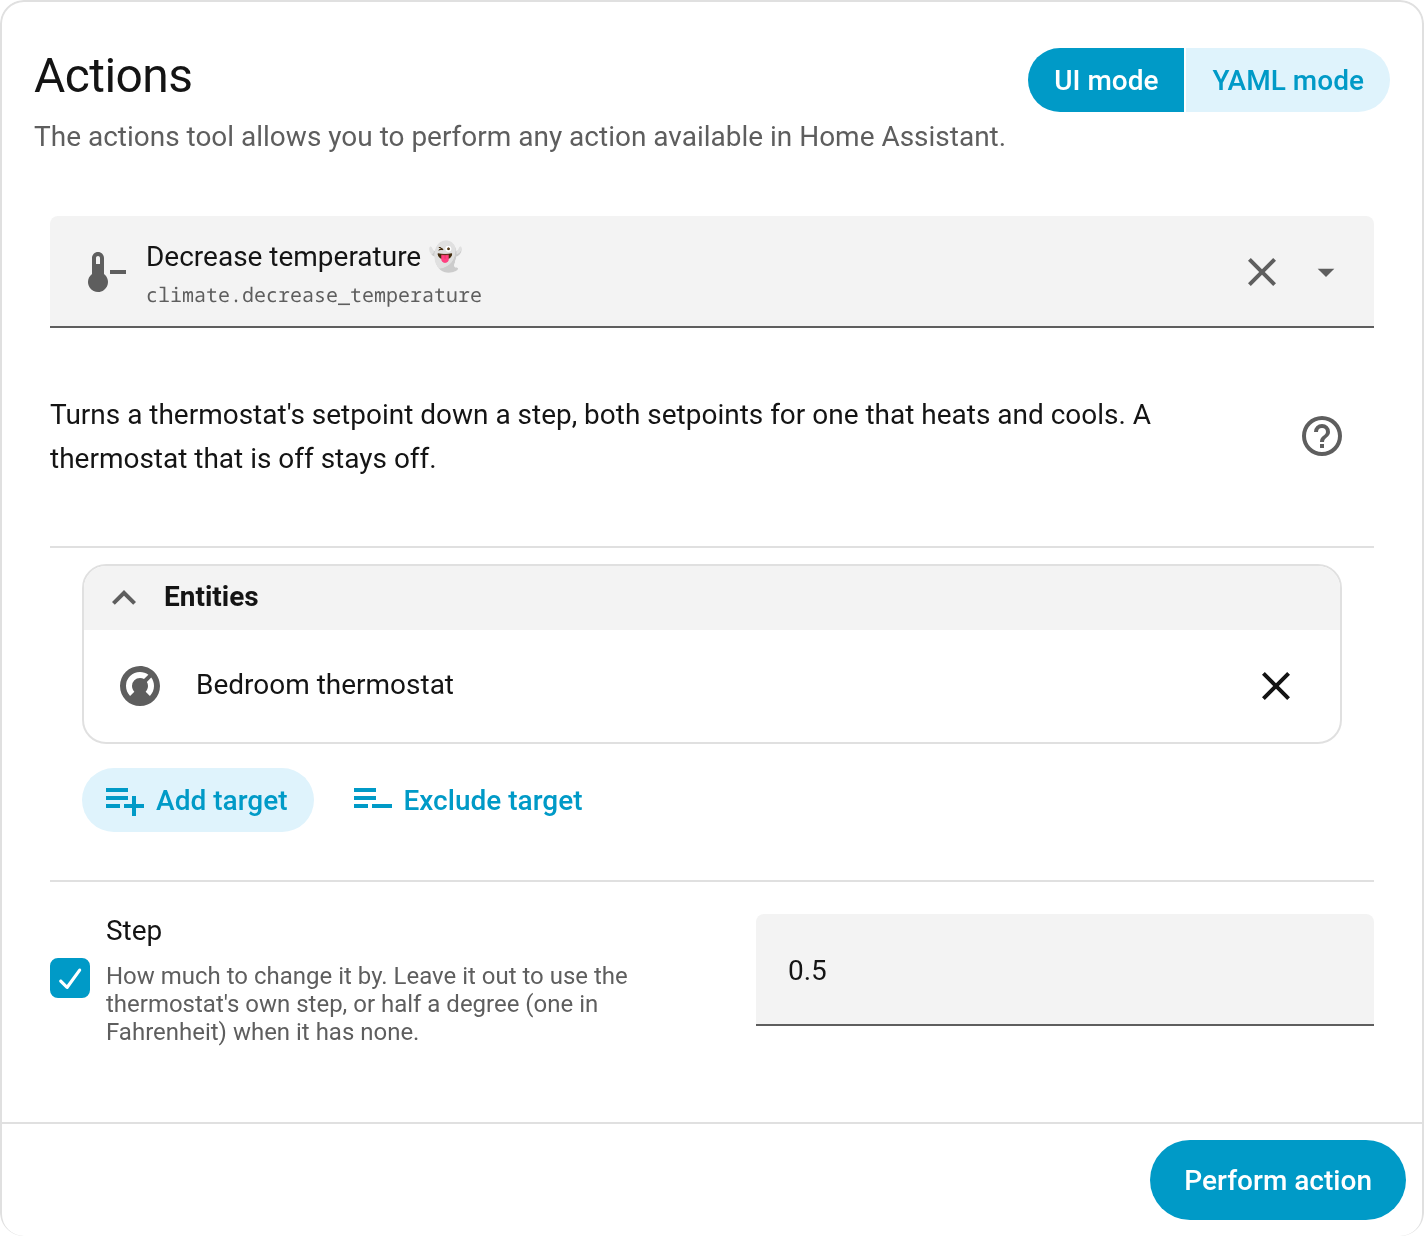 Actions
UI mode
YAML mode
The actions tool allows you to perform any action available in Home Assistant.
Decrease temperature 👻
climate.decrease_temperature
Turns a thermostat's setpoint down a step, both setpoints for one that heats and cools. A
thermostat that is off stays off.
Entities
Bedroom thermostat
Add target
Exclude target
Step
How much to change it by. Leave it out to use the
thermostat's own step, or half a degree (one in
Fahrenheit) when it has none.
0.5
Perform action